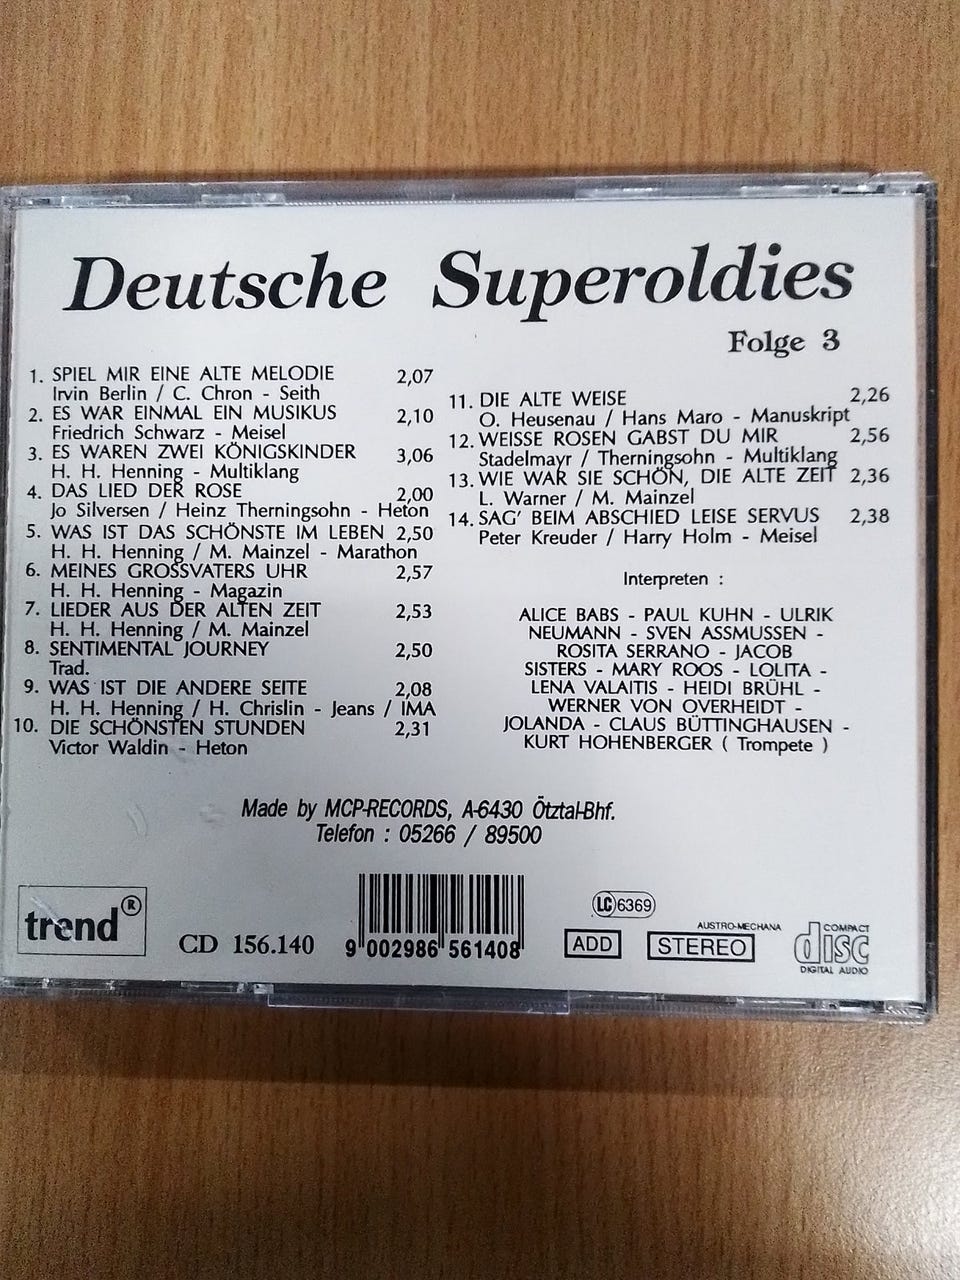 Deutsche Superoldies
Folge 3
1. SPIEL MIR EINE ALTE MELODIE 2,07
Irvin Berlin / C. Chron - Seith
2. ES WAR EINMAL EIN MUSIKUS 2,10
Friedrich Schwarz - Meisel
3. ES WAREN ZWEI KÖNIGSKINDER 3,06
H. H. Henning - Multiklang
4. DAS LIED DER ROSE 2,00
Jo Silversen / Heinz Therningsohn - Heton
5. WAS IST DAS SCHÖNSTE IM LEBEN 2,50
H. H. Henning / M. Mainzel - Marathon
6. MEINES GROSSVATERS UHR 2,57
H. H. Henning - Magazin
7. LIEDER AUS DER ALTEN ZEIT 2,53
H. H. Henning / M. Mainzel
8. SENTIMENTAL JOURNEY 2,50
Trad.
9. WAS IST DIE ANDERE SEITE 2,08
H. H. Henning / H. Chrislin - Jeans / IMA
10. DIE SCHÖNSTEN STUNDEN 2,31
Victor Waldin - Heton
11. DIE ALTE WEISE 2,26
O. Heusenau / Hans Maro - Manuskript
12. WEISSE ROSEN GABST DU MIR 2,56
Stadelmayr / Therningsohn - Multiklang
13. WIE WAR SIE SCHÖN, DIE ALTE ZEIT 2,36
L. Warner / M. Mainzel
14. SAG' BEIM ABSCHIED LEISE SERVUS 2,38
Peter Kreuder / Harry Holm - Meisel
Interpreten :
ALICE BABS - PAUL KUHN - ULRIK
NEUMANN - SVEN ASSMUSSEN -
ROSITA SERRANO - JACOB
SISTERS - MARY ROOS - LOLITA -
LENA VALAITIS - HEIDI BRÜHL -
WERNER VON OVERHEIDT -
JOLANDA - CLAUS BÜTTINGHAUSEN -
KURT HOHENBERGER ( Trompete )
Made by MCP-RECORDS, A-6430 Ötztal-Bhf.
Telefon : 05266 / 89500
trend®
CD 156.140
9 002986 561408
LC 6369
ADD
AUSTRO-MECHANA
STEREO
COMPACT
disc
DIGITAL AUDIO